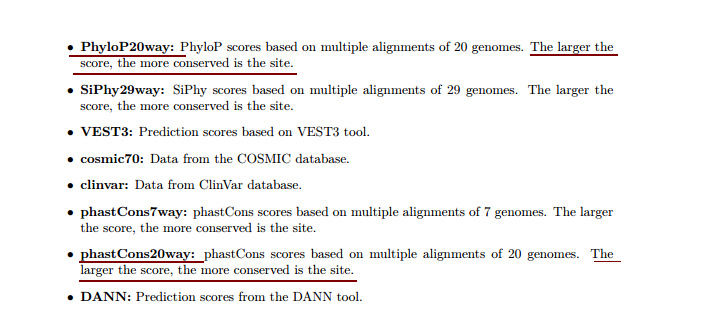 • PhyloP20way: PhyloP scores based on multiple alignments of 20 genomes. The larger the
score, the more conserved is the site.
• SiPhy29way: SiPhy scores based on multiple alignments of 29 genomes. The larger the
score, the more conserved is the site.
• VEST3: Prediction scores based on VEST3 tool.
• cosmic70: Data from the COSMIC database.
• clinvar: Data from ClinVar database.
• phastCons7way: phastCons scores based on multiple alignments of 7 genomes. The larger
the score, the more conserved is the site.
• phastCons20way: phastCons scores based on multiple alignments of 20 genomes. The
larger the score, the more conserved is the site.
• DANN: Prediction scores from the DANN tool.